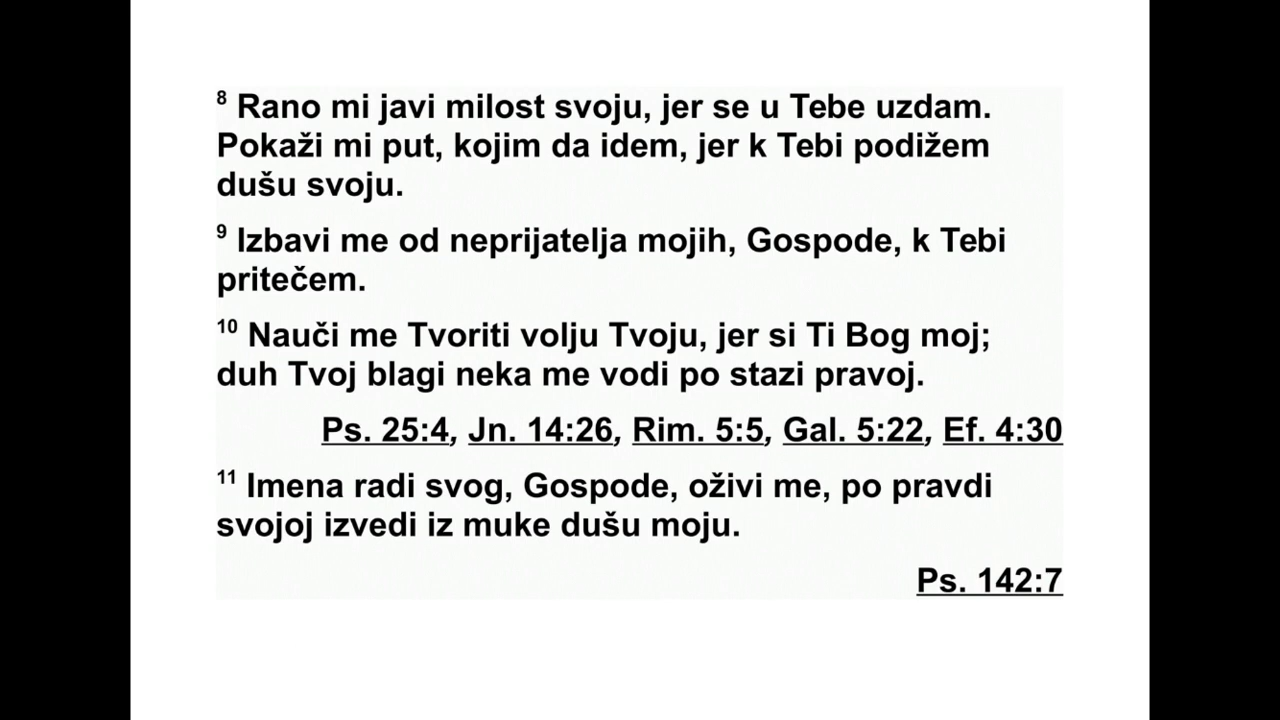 8 Rano mi javi milost svoju, jer se u Tebe uzdam.
Pokaži mi put, kojim da idem, jer k Tebi podižem
dušu svoju.
9 Izbavi me od neprijatelja mojih, Gospode, k Tebi
pritečem.
10 Nauči me Tvoriti volju Tvoju, jer si Ti Bog moj;
duh Tvoj blagi neka me vodi po stazi pravoj.
Ps. 25:4, Jn. 14:26, Rim. 5:5, Gal. 5:22, Ef. 4:30
11 Imena radi svog, Gospode, oživi me, po pravdi
svojoj izvedi iz muke dušu moju.
Ps. 142:7